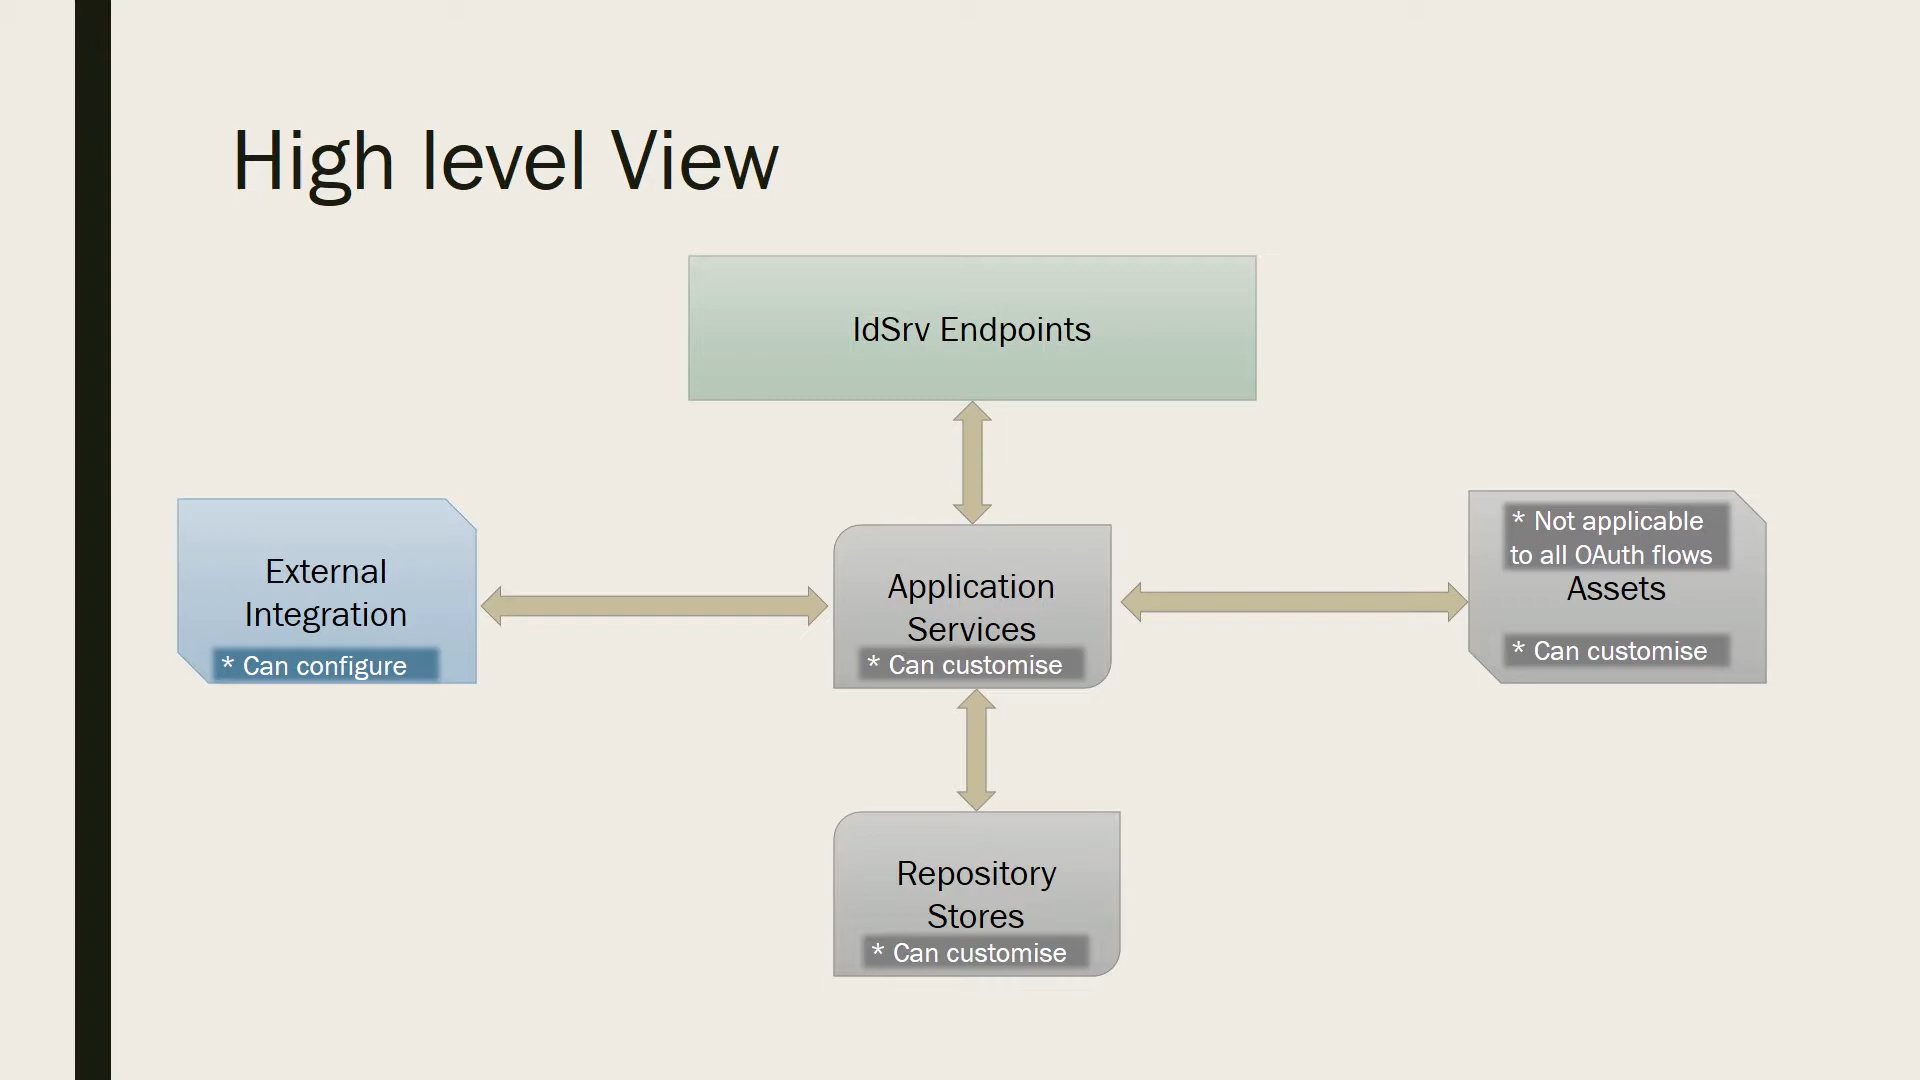 High level View
IdSrv Endpoints
External
Integration
* Can configure
Application
Services
* Can customise
* Not applicable
to all OAuth flows
Assets
* Can customise
Repository
Stores
* Can customise